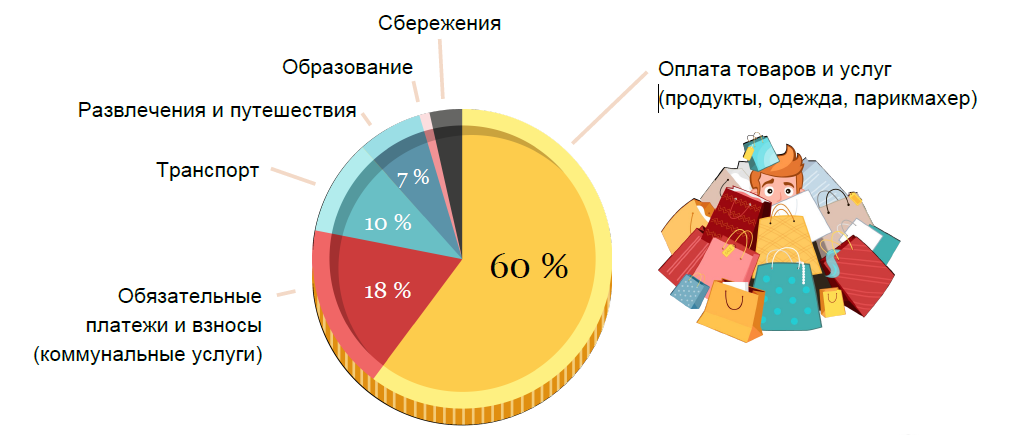 Сбережения
Образование
Развлечения и путешествия
Транспорт
Обязательные
платежи и взносы
(коммунальные услуги)
Оплата товаров и услуг
(продукты, одежда, парикмахер)
7 %
10 %
18 %
60 %